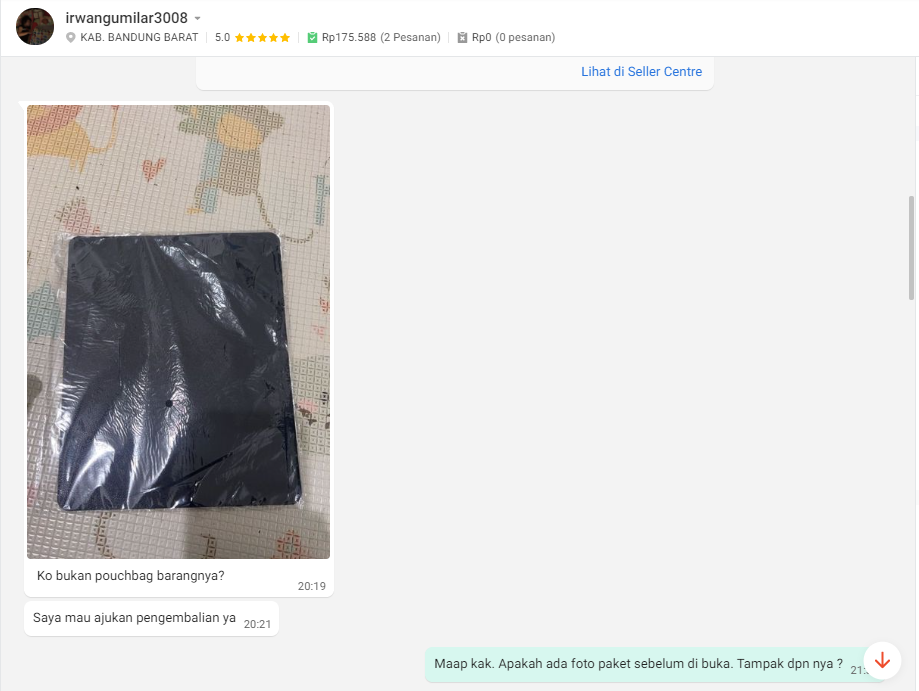 irwangumilar3008
KAB. BANDUNG BARAT
5.0
Rp175.588 (2 Pesanan)
Rp0 (0 pesanan)
Lihat di Seller Centre
Ko bukan pouchbag barangnya?
20:19
Saya mau ajukan pengembalian ya
20:21
Maap kak. Apakah ada foto paket sebelum di buka. Tampak dpn nya ?